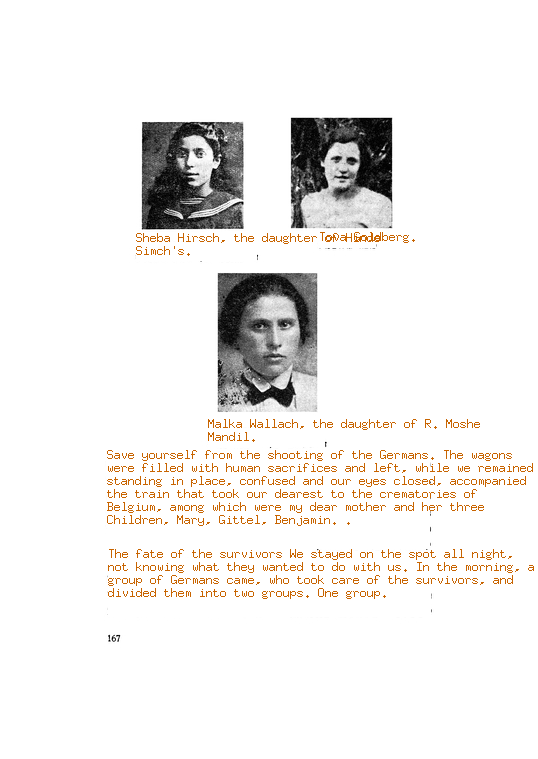 Sheba Hirsch, the daughter of Hinde
Simch's.
Tova Goldberg.
Malka Wallach, the daughter of R. Moshe
Mandil.
Save yourself from the shooting of the Germans. The wagons
were filled with human sacrifices and left, while we remained
standing in place, confused and our eyes closed, accompanied
the train that took our dearest to the crematories of
Belgium, among which were my dear mother and her three
Children, Mary, Gittel, Benjamin. .
The fate of the survivors We stayed on the spot all night,
not knowing what they wanted to do with us. In the morning, a
group of Germans came, who took care of the survivors, and
divided them into two groups. One group.
167